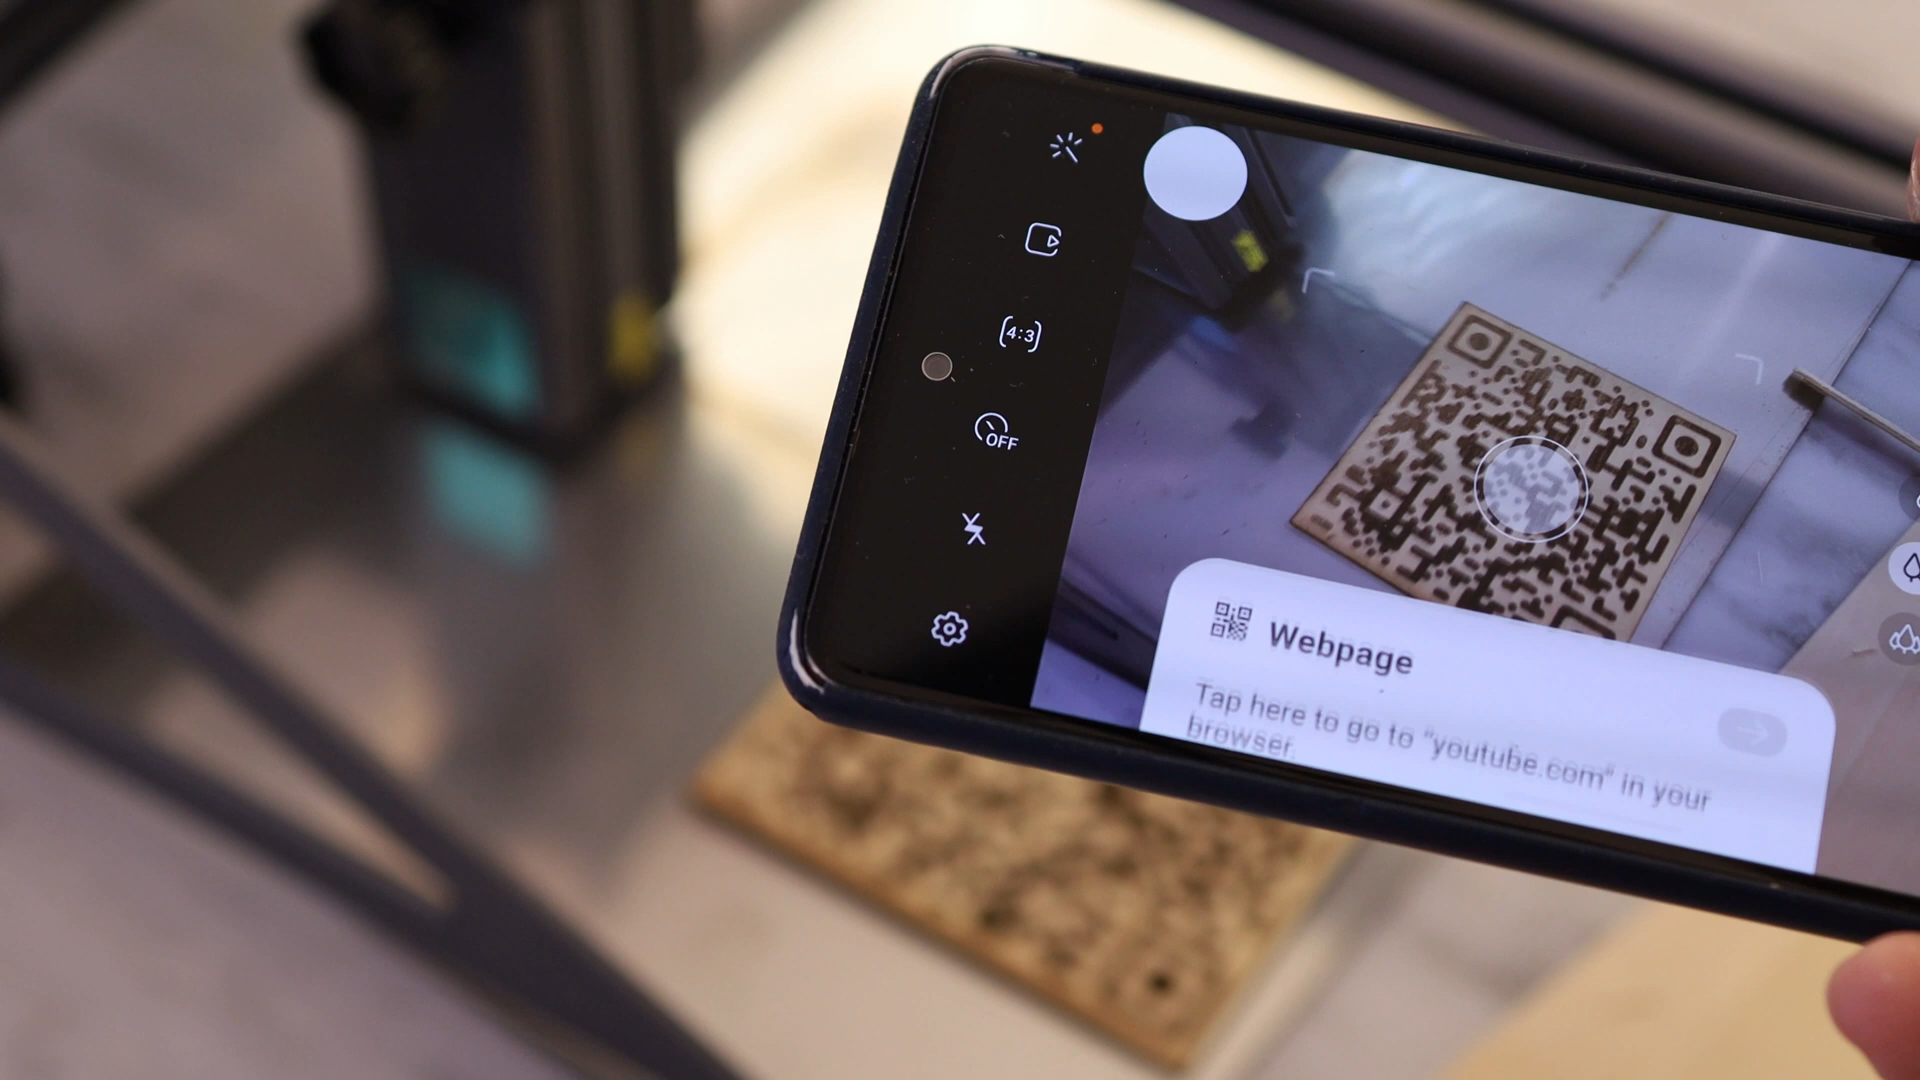 4:3
OFF
Webpage
Tap here to go to "youtube.com" in your
browser.